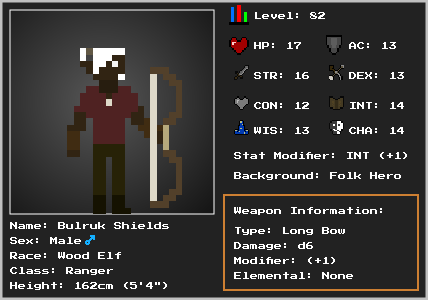 Level: 82
HP: 17 AC: 13
STR: 16 DEX: 13
CON: 12 INT: 14
WIS: 13 CHA: 14
Stat Modifier: INT (+1)
Background: Folk Hero
Name: Bulruk Shields
Sex: Male ♂
Race: Wood Elf
Class: Ranger
Height: 162cm (5'4")
Weapon Information:
Type: Long Bow
Damage: d6
Modifier: (+1)
Elemental: None